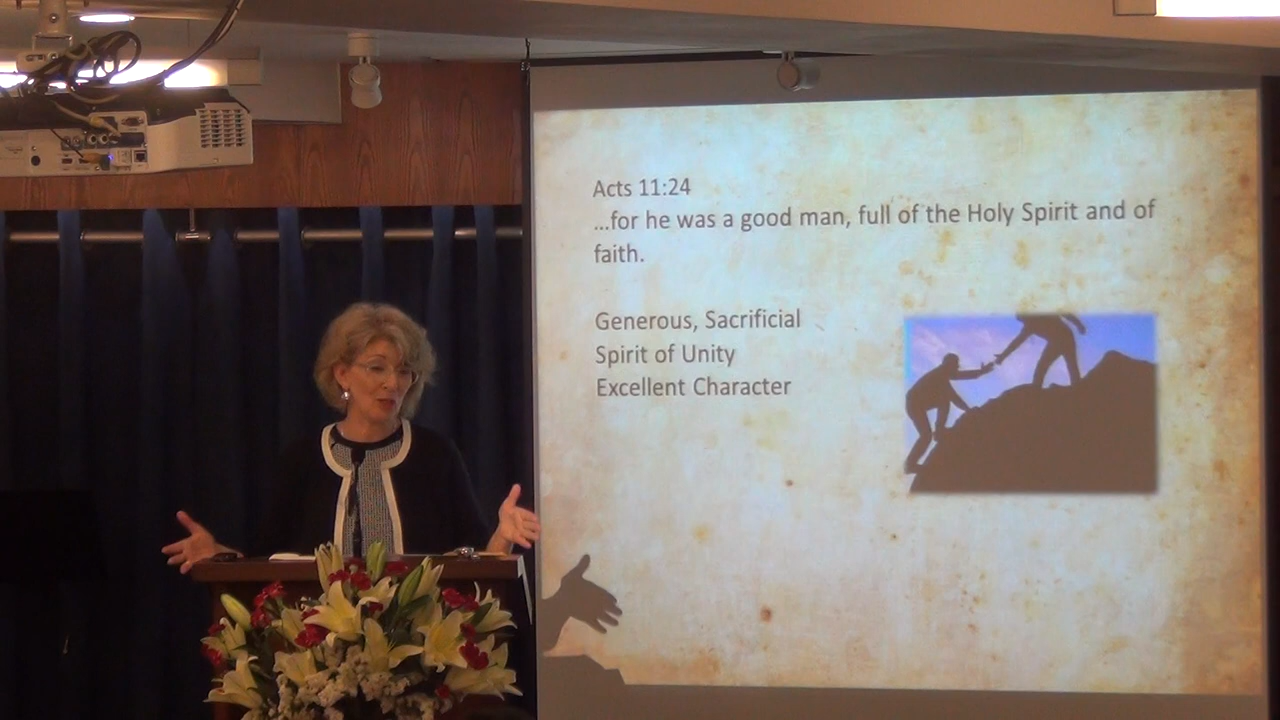 Acts 11:24
...for he was a good man, full of the Holy Spirit and of
faith.
Generous, Sacrificial
Spirit of Unity
Excellent Character